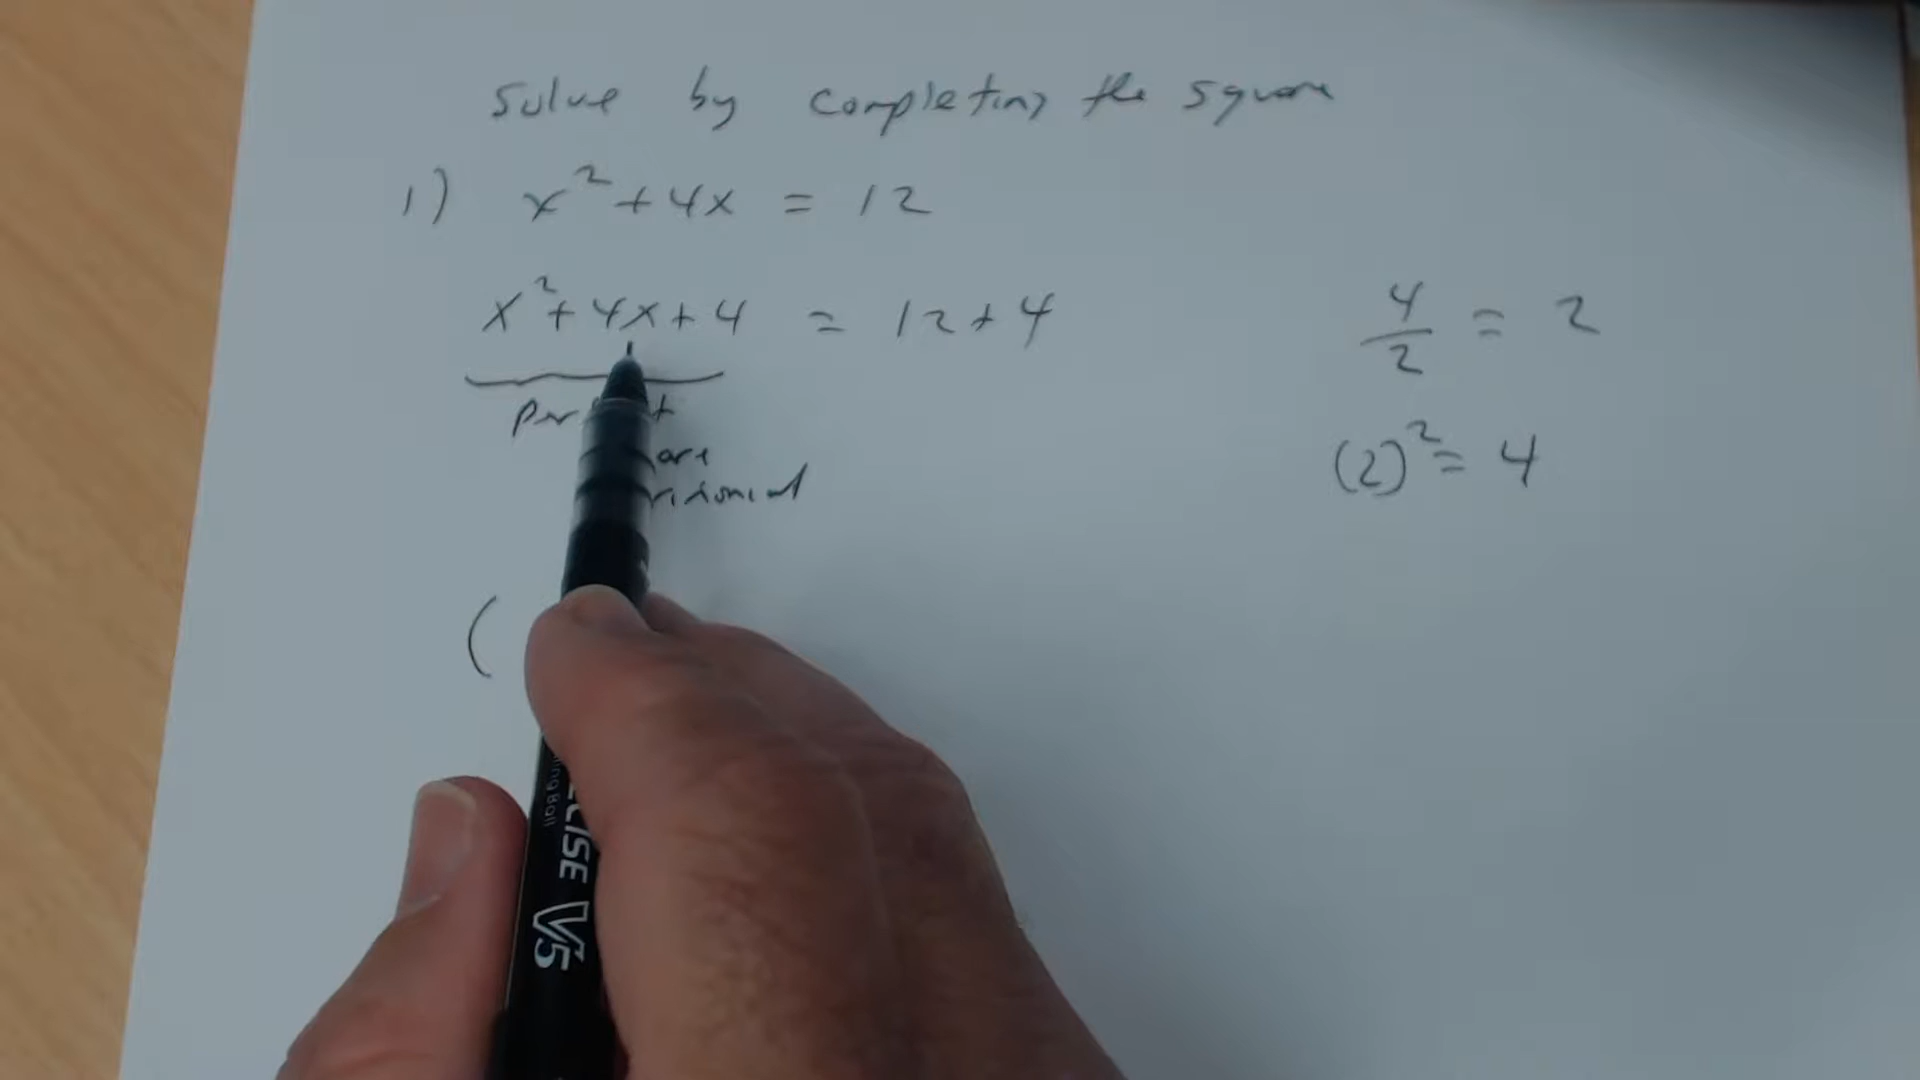 Solve by completing the square
1) x² + 4x = 12
x² + 4x + 4 = 12 + 4
4/2 = 2
(2)² = 4
(
V5